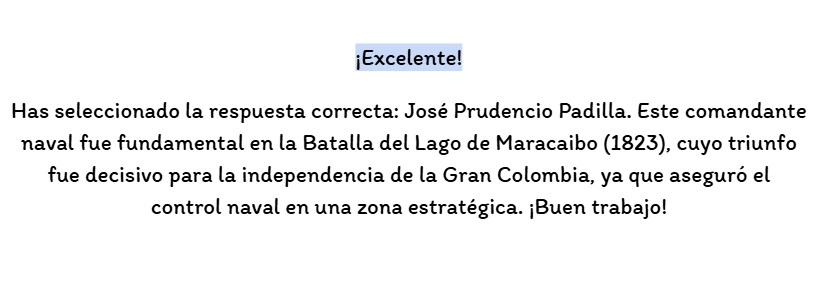 ¡Excelente!
Has seleccionado la respuesta correcta: José Prudencio Padilla. Este comandante
naval fue fundamental en la Batalla del Lago de Maracaibo (1823), cuyo triunfo
fue decisivo para la independencia de la Gran Colombia, ya que aseguró el
control naval en una zona estratégica. ¡Buen trabajo!